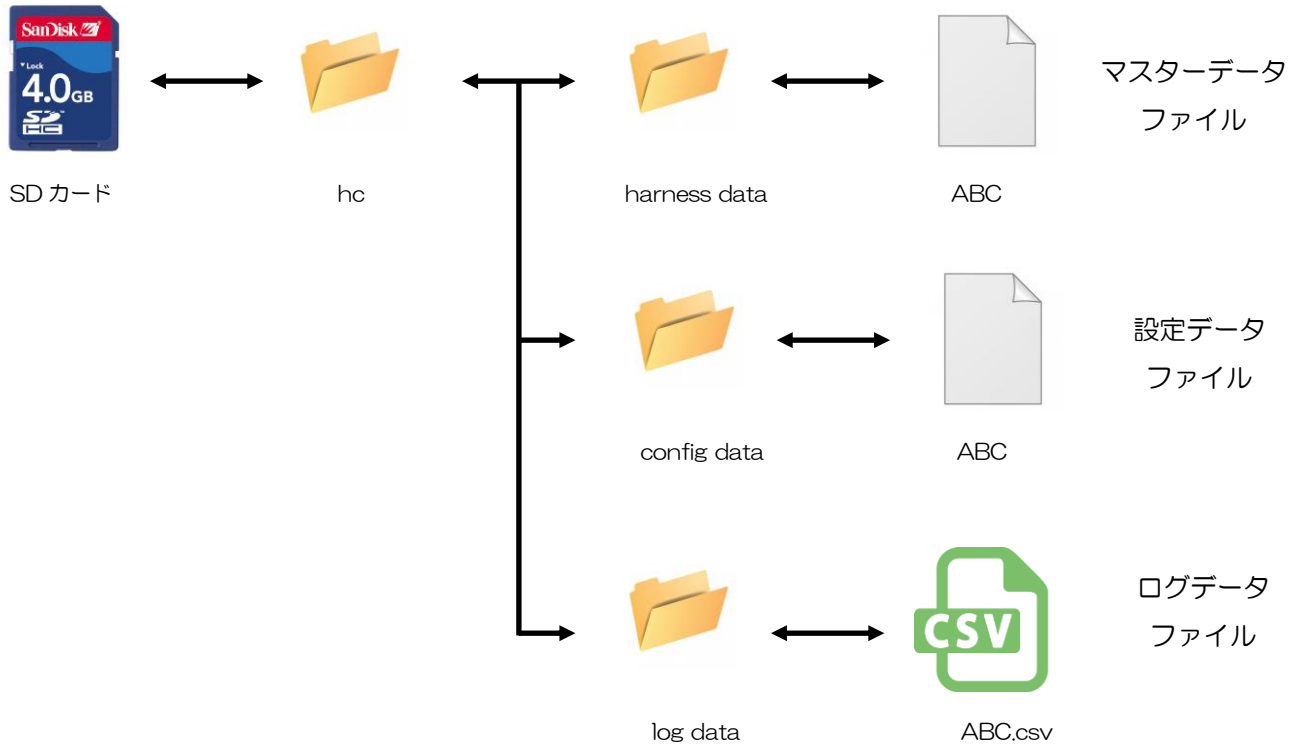 SanDisk
Lock
4.0GB
SD
HC
マスターデータ
ファイル
SD カード
hc
harness data
ABC
設定データ
ファイル
config data
ABC
ログデータ
ファイル
CSV
log data
ABC.csv